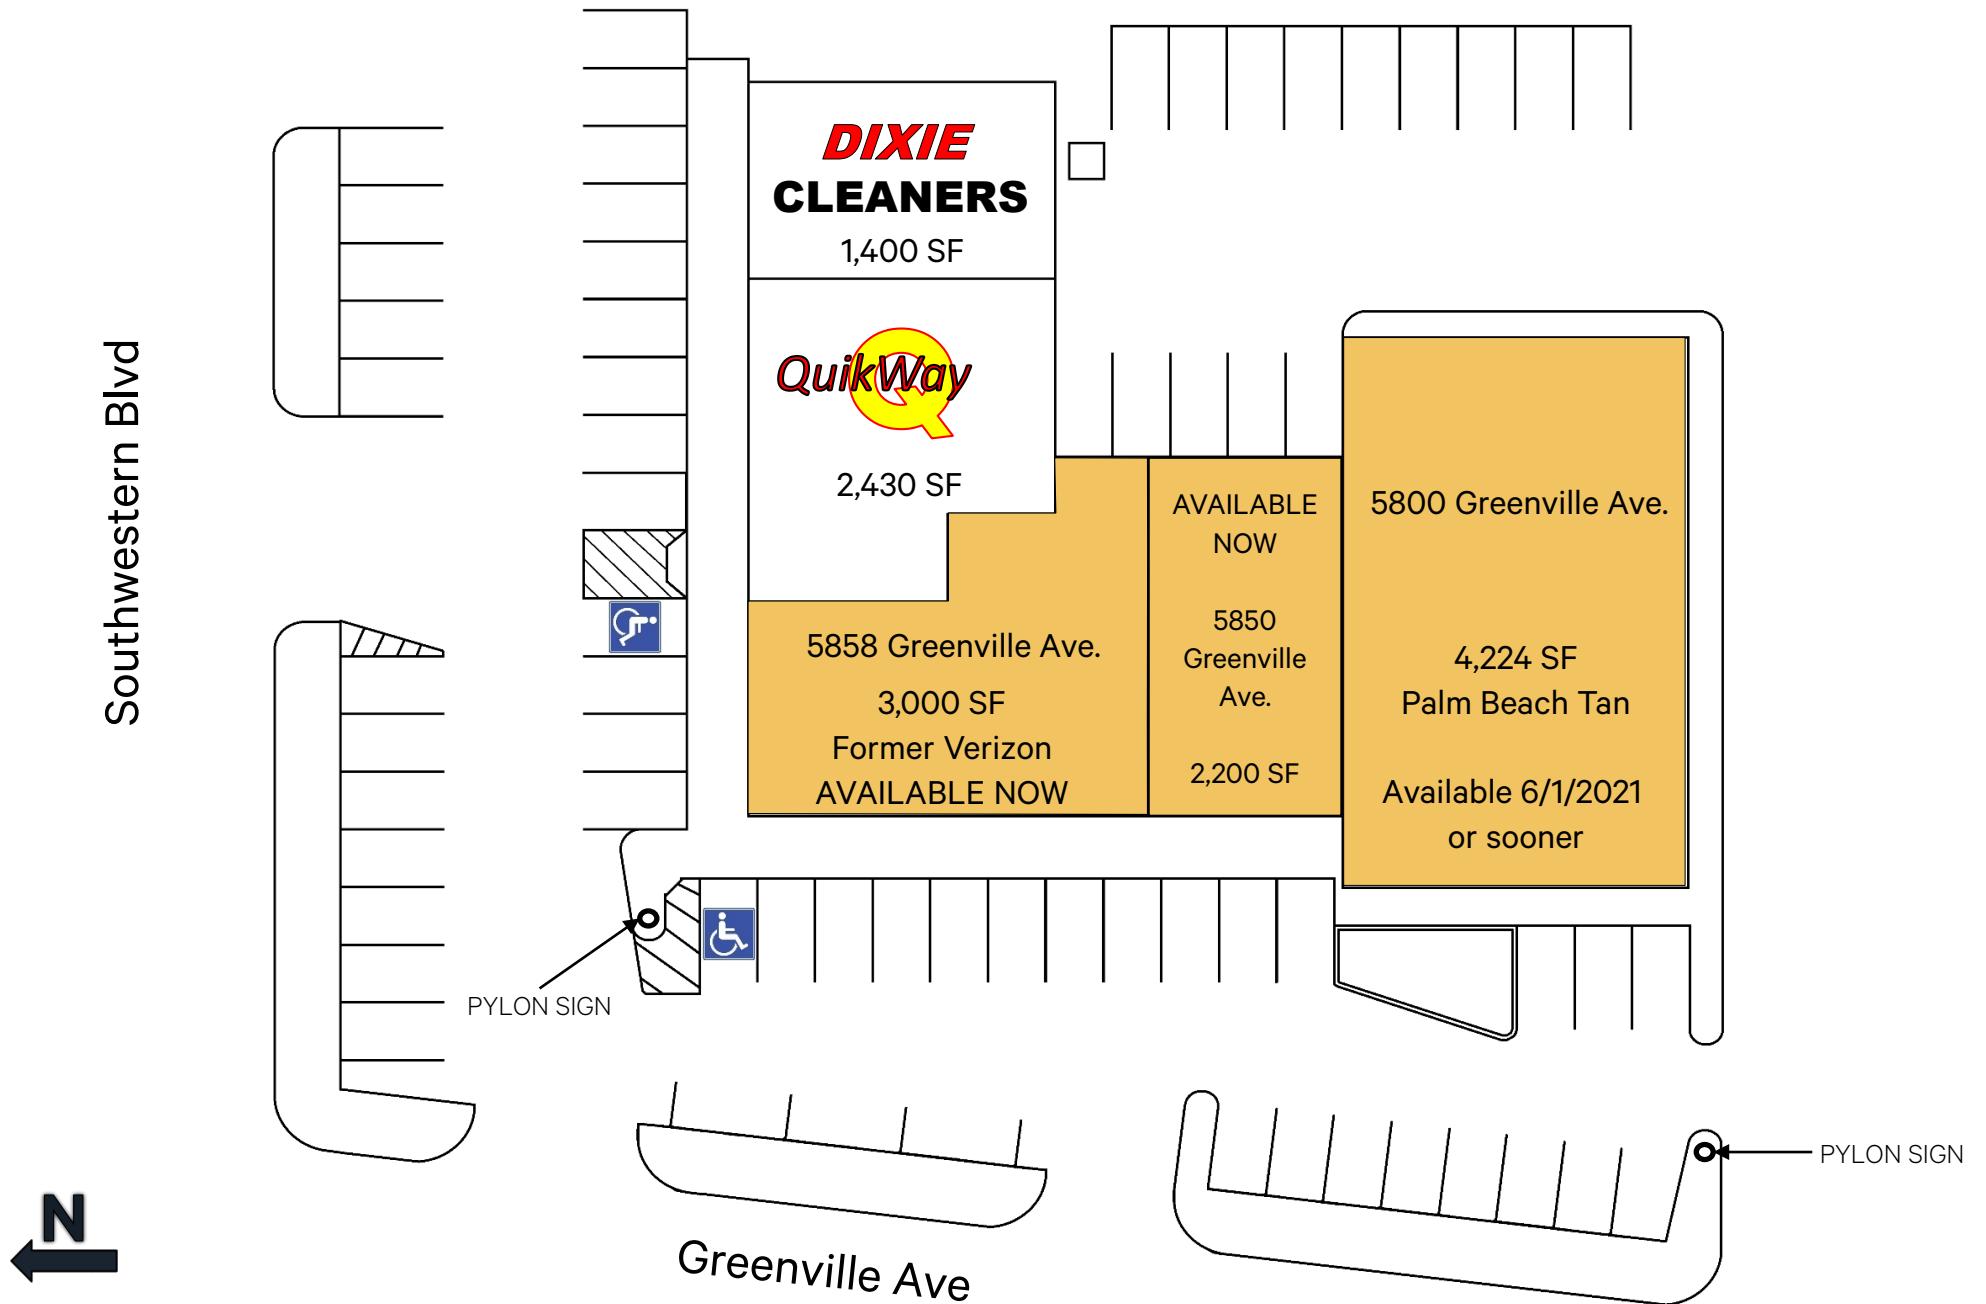 DIXIE
CLEANERS
1,400 SF
QuikWay
Q
2,430 SF
Southwestern Blvd
5858 Greenville Ave.
3,000 SF
Former Verizon
AVAILABLE NOW
AVAILABLE
NOW
5850
Greenville
Ave.
2,200 SF
5800 Greenville Ave.
4,224 SF
Palm Beach Tan
Available 6/1/2021
or sooner
PYLON SIGN
PYLON SIGN
N
Greenville Ave